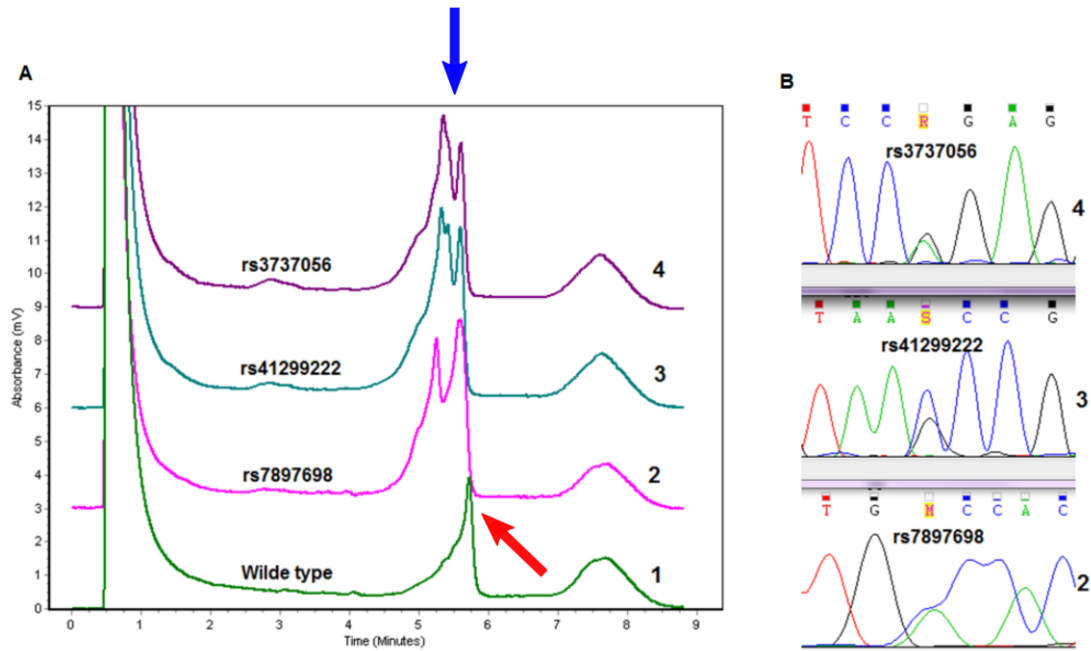 A
15
14
13
12
11
10
9
8
7
6
5
4
3
2
1
0
Absorbance (mV)
rs3737056
4
rs41299222
3
rs7897698
2
Wilde type
1
0 1 2 3 4 5 6 7 8 9
Time (Minutes)
B
T C C R G A G
rs3737056
4
T A A S C C G
rs41299222
3
T G M C C A C
rs7897698
2